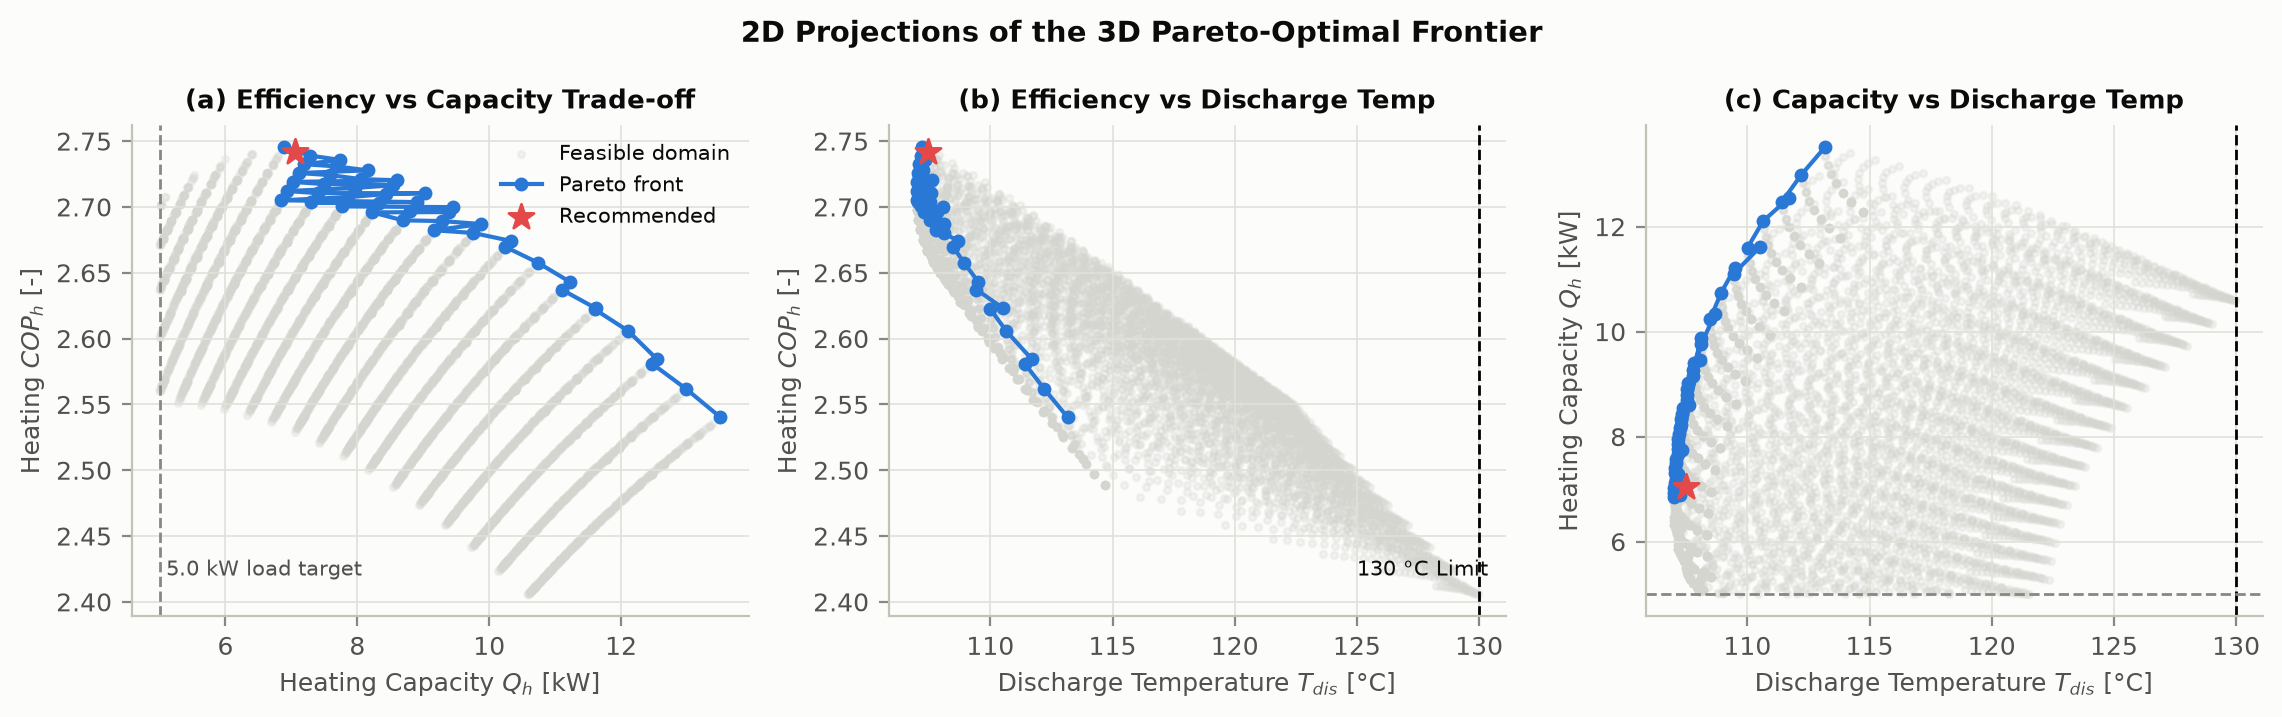 2D Projections of the 3D Pareto-Optimal Frontier
(a) Efficiency vs Capacity Trade-off
Heating COPh [-]
2.75
2.70
2.65
2.60
2.55
2.50
2.45
2.40
Feasible domain
Pareto front
Recommended
5.0 kW load target
6 8 10 12
Heating Capacity Qh [kW]
(b) Efficiency vs Discharge Temp
Heating COPh [-]
2.75
2.70
2.65
2.60
2.55
2.50
2.45
2.40
130 °C Limit
110 115 120 125 130
Discharge Temperature Tdis [°C]
(c) Capacity vs Discharge Temp
Heating Capacity Qh [kW]
12
10
8
6
110 115 120 125 130
Discharge Temperature Tdis [°C]